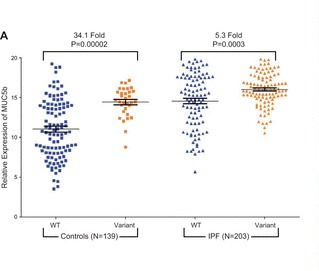 A
34.1 Fold
P=0.00002
5.3 Fold
P=0.0003
Relative Expression of MUC5b
20
15
10
5
0
WT
Variant
WT
Variant
Controls (N=139)
IPF (N=203)